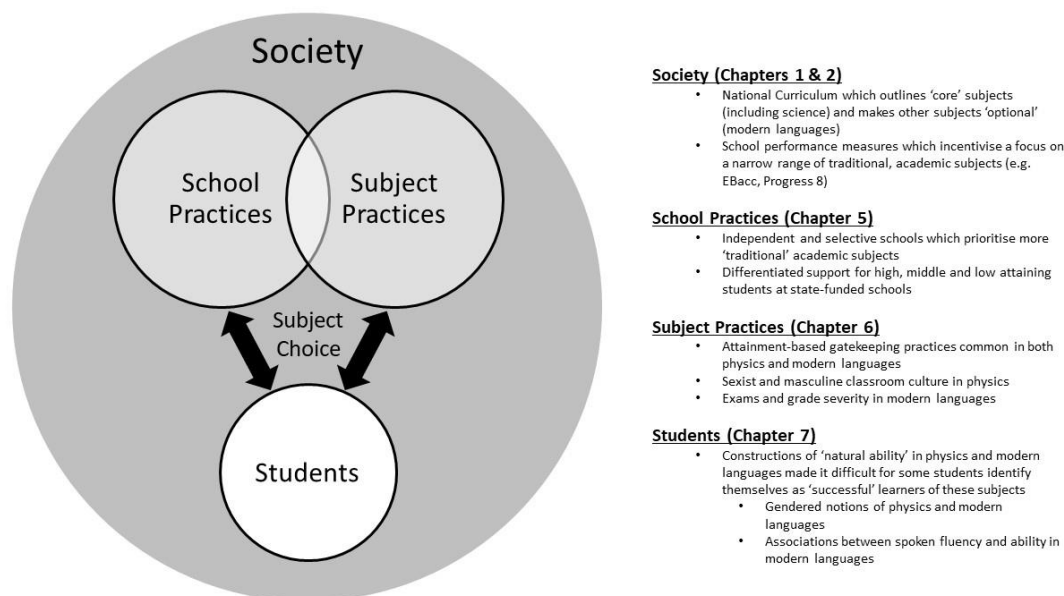 Society
School
Practices
Subject
Practices
Subject
Choice
Students
Society (Chapters 1 & 2)
• National Curriculum which outlines ‘core’ subjects
(including science) and makes other subjects ‘optional’
(modern languages)
• School performance measures which incentivise a focus on
a narrow range of traditional, academic subjects (e.g.
EBacc, Progress 8)
School Practices (Chapter 5)
• Independent and selective schools which prioritise more
‘traditional’ academic subjects
• Differentiated support for high, middle and low attaining
students at state-funded schools
Subject Practices (Chapter 6)
• Attainment-based gatekeeping practices common in both
physics and modern languages
• Sexist and masculine classroom culture in physics
• Exams and grade severity in modern languages
Students (Chapter 7)
• Constructions of ‘natural ability’ in physics and modern
languages made it difficult for some students identify
themselves as ‘successful’ learners of these subjects
• Gendered notions of physics and modern
languages
• Associations between spoken fluency and ability in
modern languages